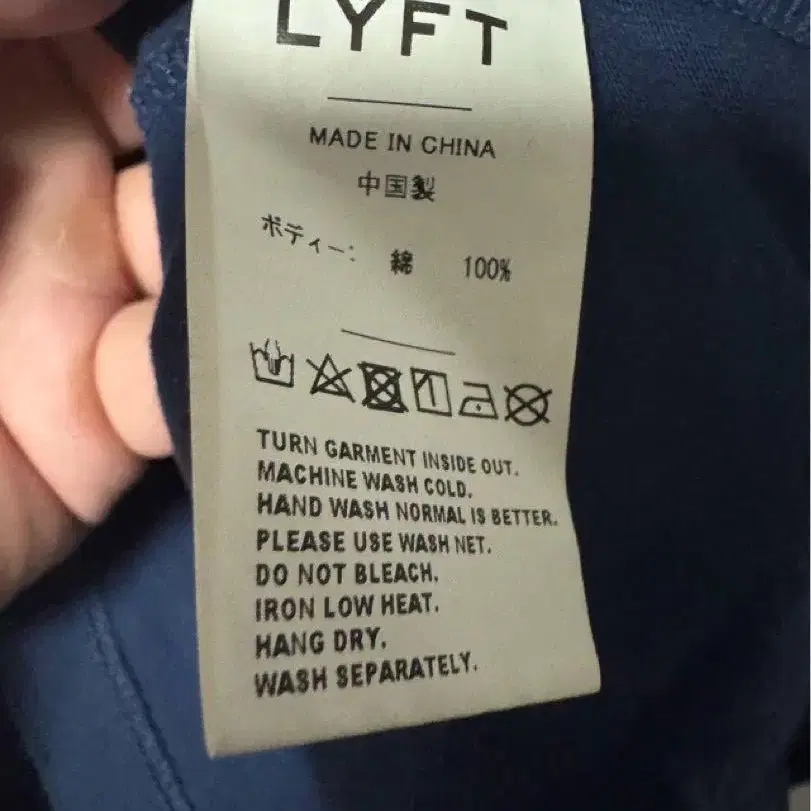 LYFT
MADE IN CHINA
中国製
ボディー: 綿 100%
TURN GARMENT INSIDE OUT.
MACHINE WASH COLD.
HAND WASH NORMAL IS BETTER.
PLEASE USE WASH NET.
DO NOT BLEACH.
IRON LOW HEAT.
HANG DRY.
WASH SEPARATELY.